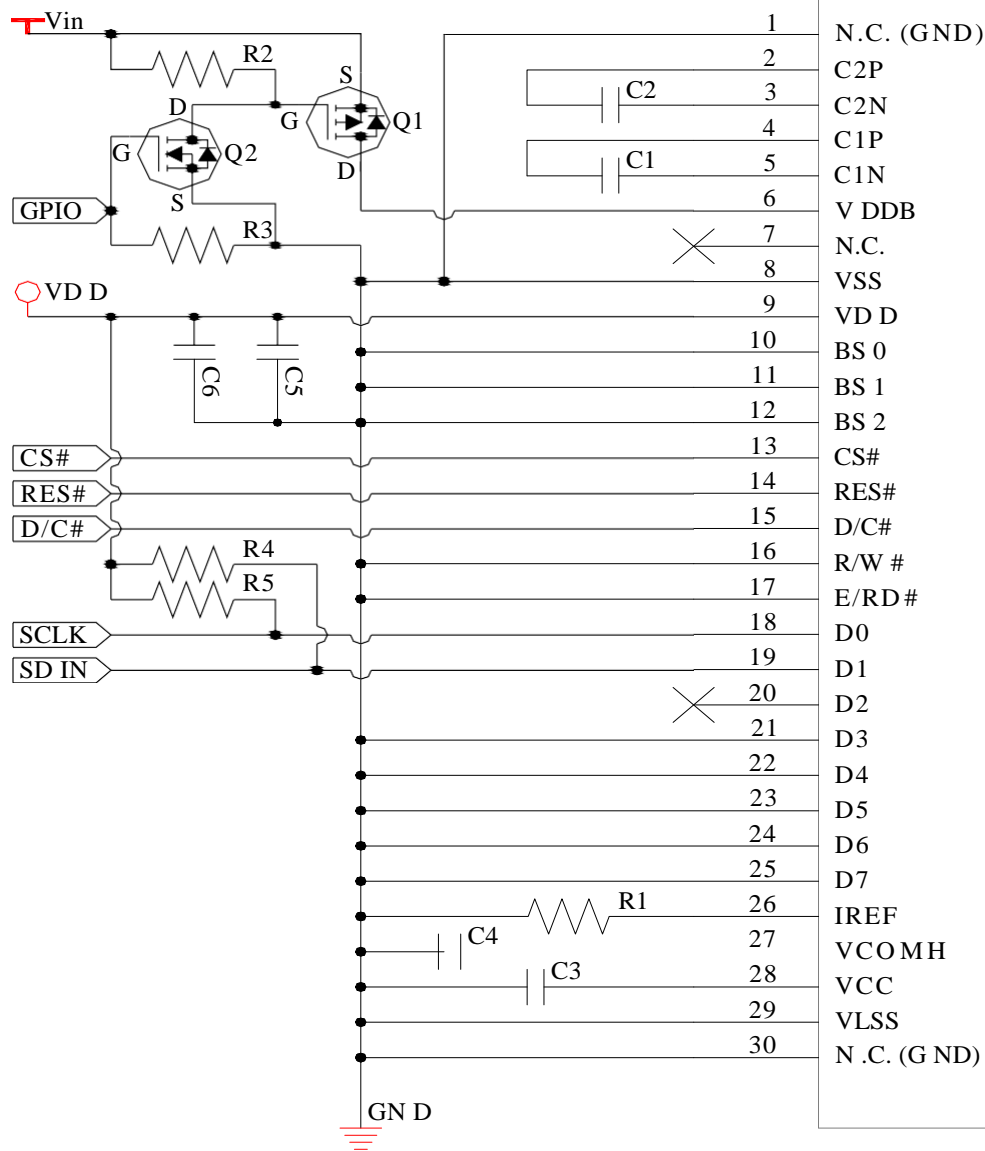 Vin
R2
S
D
G
Q1
G
Q2
D
S
GPIO
R3
VD D
C6
C5
CS#
RES#
D/C#
R4
R5
SCLK
SD IN
C2
C1
R1
C4
C3
GN D
1 N.C. (GND)
2 C2P
3 C2N
4 C1P
5 C1N
6 V DDB
7 N.C.
8 VSS
9 VD D
10 BS 0
11 BS 1
12 BS 2
13 CS#
14 RES#
15 D/C#
16 R/W #
17 E/RD #
18 D0
19 D1
20 D2
21 D3
22 D4
23 D5
24 D6
25 D7
26 IREF
27 VCOMH
28 VCC
29 VLSS
30 N .C. (G ND)